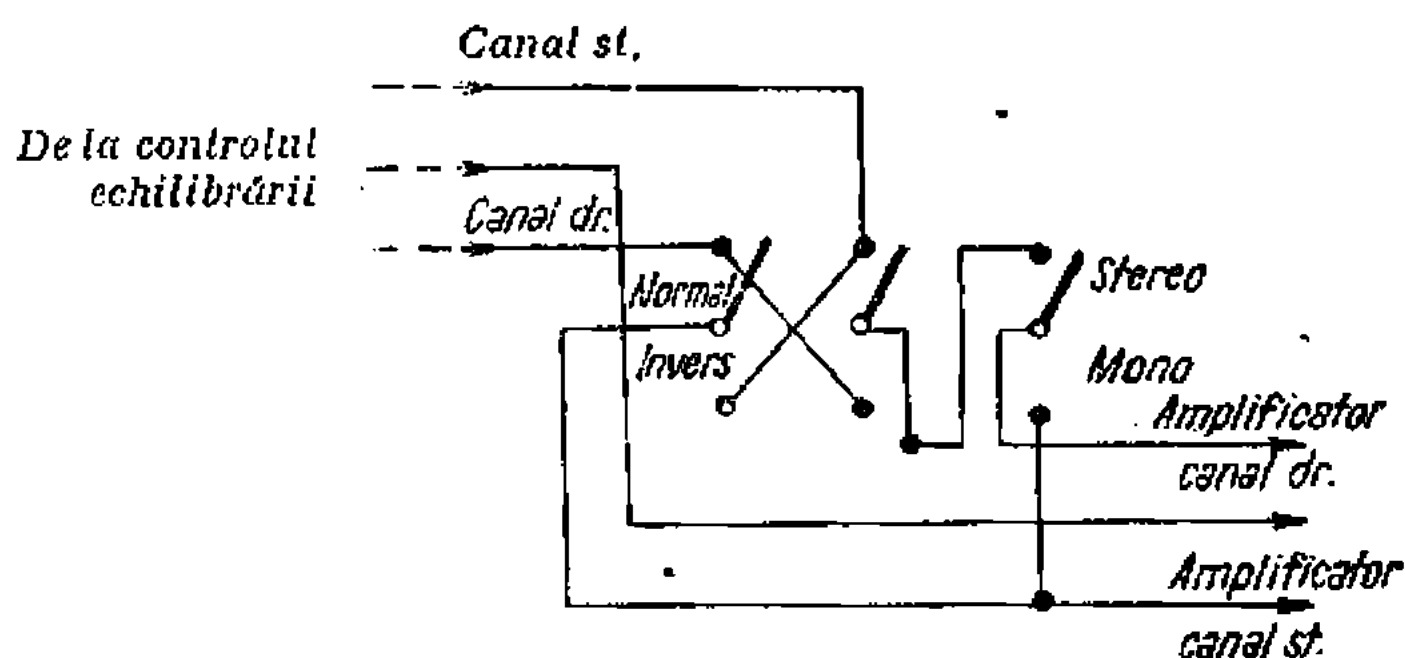 Canal st.
De la controlul
echilibrării
Canal dr.
Normal
Invers
Stereo
Mono
Amplificator
canal dr.
Amplificator
canal st.